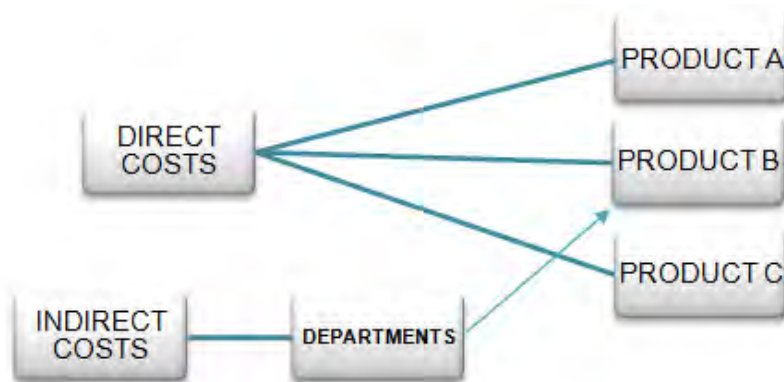 PRODUCT A
DIRECT
COSTS
PRODUCT B
PRODUCT C
INDIRECT
COSTS
DEPARTMENTS